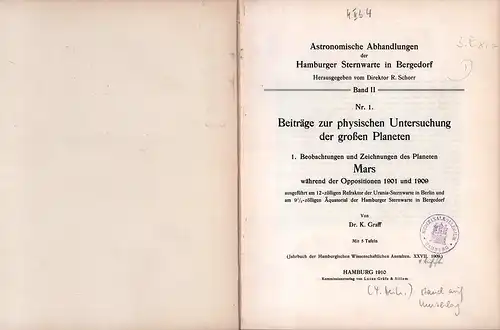 Astronomische Abhandlungen
der
Hamburger Sternwarte in Bergedorf
Herausgegeben vom Direktor R. Schorr
Band II
Nr. 1.
Beiträge zur physischen Untersuchung
der großen Planeten
1. Beobachtungen und Zeichnungen des Planeten
Mars
während der Oppositionen 1901 und 1909
ausgeführt am 12-zölligen Refraktor der Urania-Sternwarte in Berlin und
am 9½-zölligen Äquatorial der Hamburger Sternwarte in Bergedorf
Von
Dr. K. Graff
Mit 5 Tafeln
(Jahrbuch der Hamburgischen Wissenschaftlichen Anstalten. XXVII. 1909.)
HAMBURG 1910
Kommissionsverlag von Lucas Gräfe & Sillem
Band auf
Umschlag